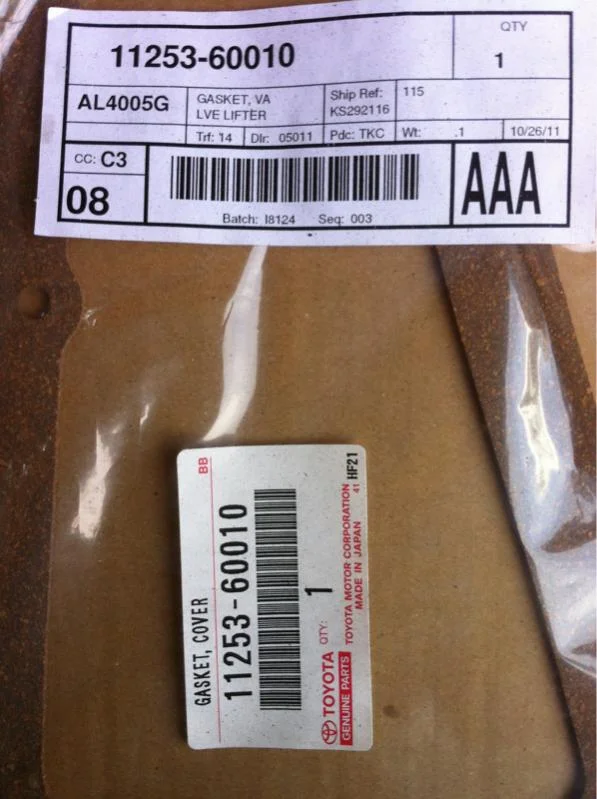 11253-60010
QTY
1
AL4005G
GASKET, VA
LVE LIFTER
Ship Ref:
KS292116
115
Trf: 14
Dlr: 05011
Pdc: TKC
Wt: .1
10/26/11
CC: C3
08
AAA
Batch: I8124 Seq: 003
BB
GASKET, COVER
11253-60010
QTY: 1
TOYOTA
GENUINE PARTS
TOYOTA MOTOR CORPORATION
MADE IN JAPAN 41
HF21